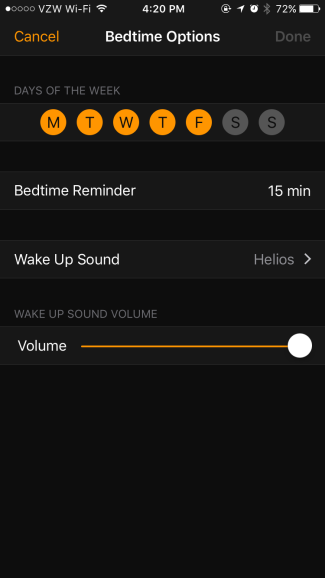 VZW Wi-Fi 4:20 PM 72%
Cancel Bedtime Options Done
DAYS OF THE WEEK
M T W T F S S
Bedtime Reminder 15 min
Wake Up Sound Helios
WAKE UP SOUND VOLUME
Volume